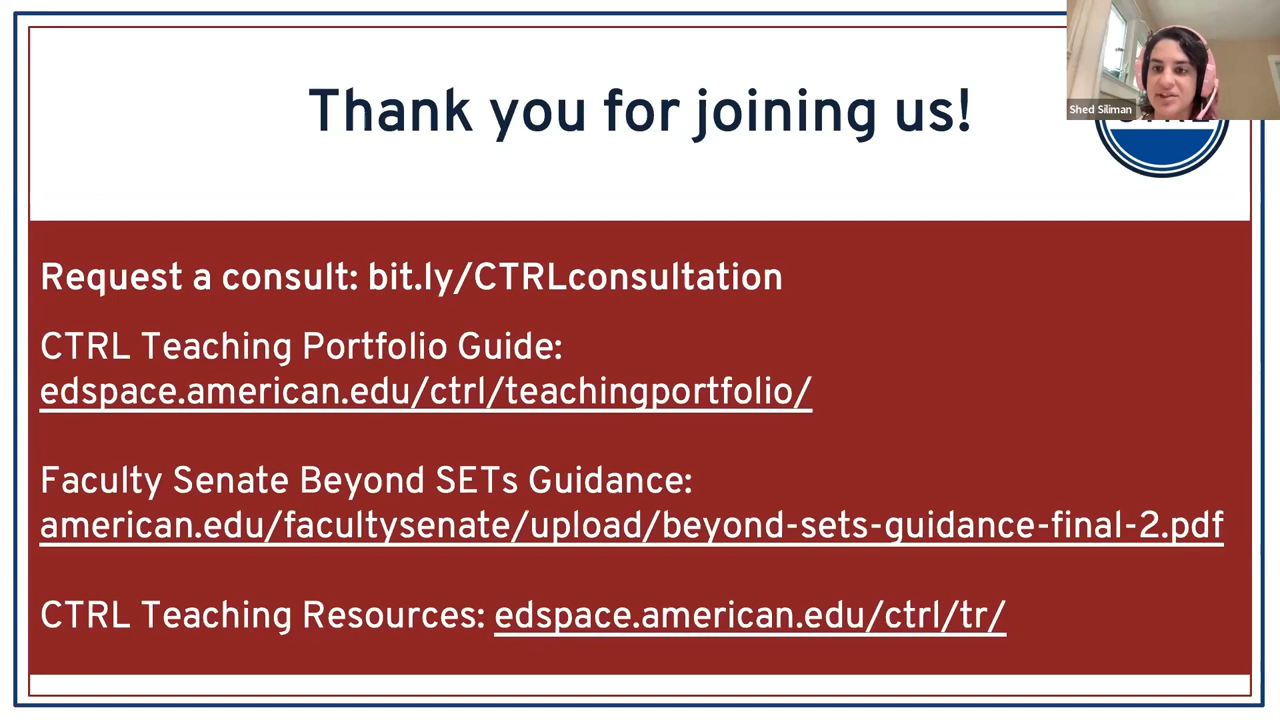 Thank you for joining us!
Shed Siliman
Request a consult: bit.ly/CTRLconsultation
CTRL Teaching Portfolio Guide:
edspace.american.edu/ctrl/teachingportfolio/
Faculty Senate Beyond SETs Guidance:
american.edu/facultysenate/upload/beyond-sets-guidance-final-2.pdf
CTRL Teaching Resources: edspace.american.edu/ctrl/tr/